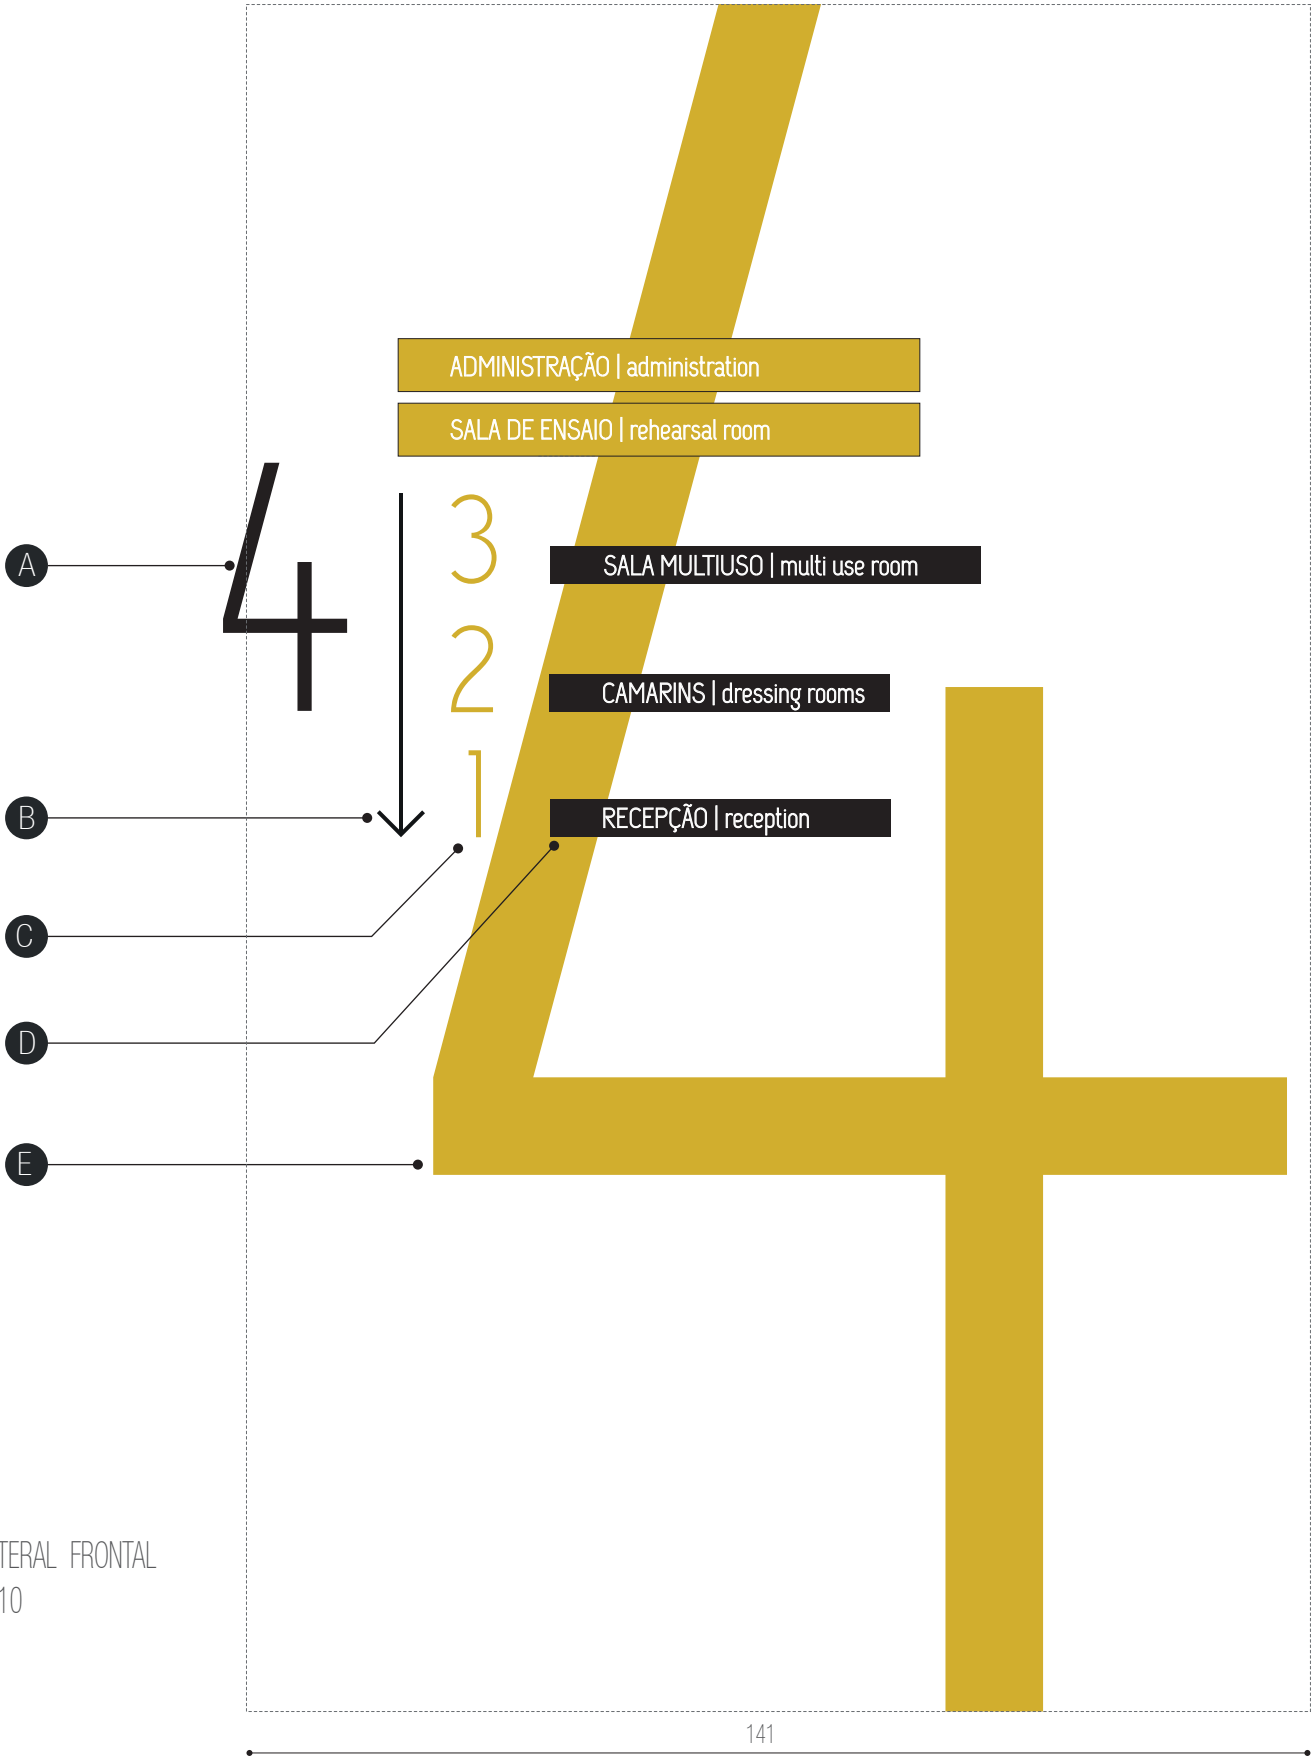 ADMINISTRAÇÃO | administration
SALA DE ENSAIO | rehearsal room
4
3
SALA MULTIUSO | multi use room
A
2
CAMARINS | dressing rooms
1
RECEPÇÃO | reception
B
C
D
E
4
TERAL FRONTAL
10
141